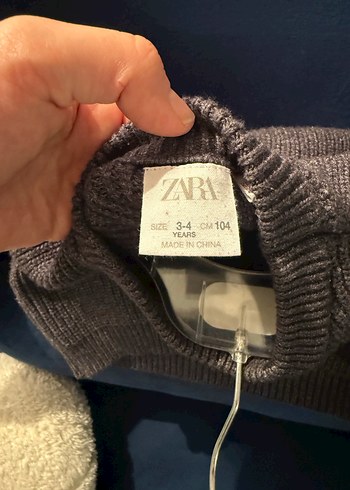 ZARA
SIZE 3-4 CM 104
YEARS
MADE IN CHINA